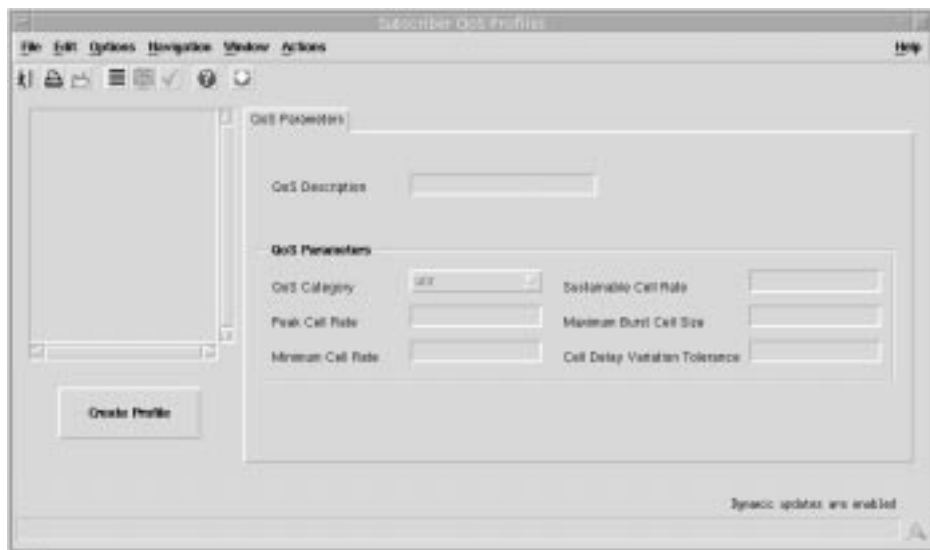 Subscriber QoS Profiles
File Edit Options Navigation Window Actions Help
QoS Parameters
QoS Description
QoS Parameters
QoS Category
Sustainable Cell Rate
Peak Cell Rate
Maximum Burst Cell Size
Minimum Cell Rate
Cell Delay Variation Tolerance
Create Profile
Dynamic updates are enabled